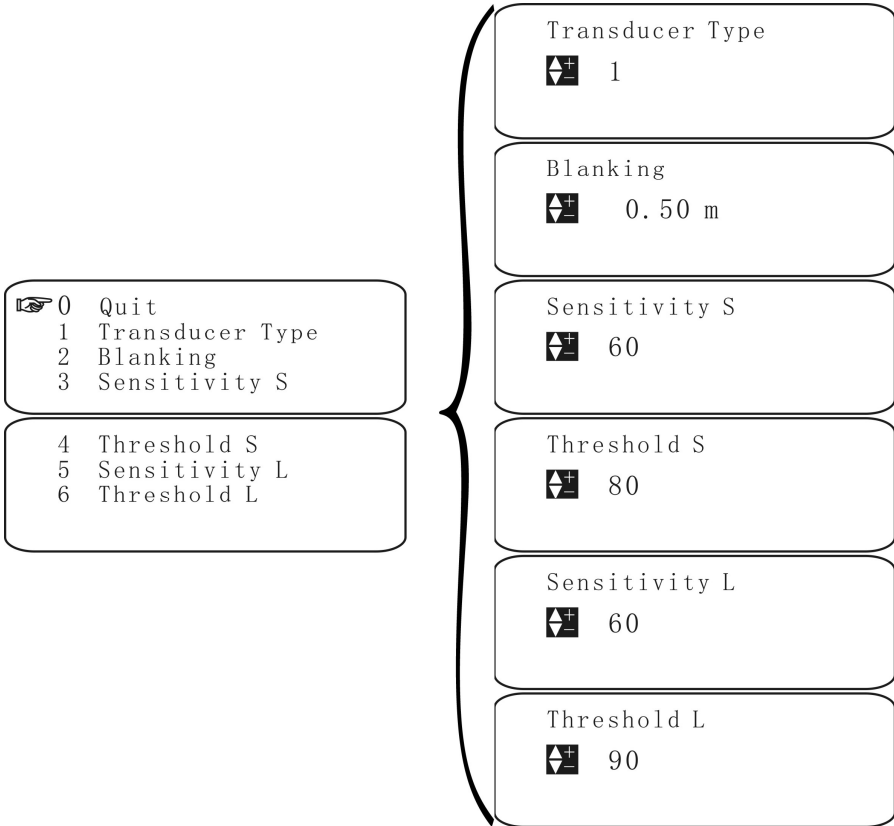 0 Quit
1 Transducer Type
2 Blanking
3 Sensitivity S
4 Threshold S
5 Sensitivity L
6 Threshold L
Transducer Type
+
- 1
Blanking
+
- 0.50 m
Sensitivity S
+
- 60
Threshold S
+
- 80
Sensitivity L
+
- 60
Threshold L
+
- 90